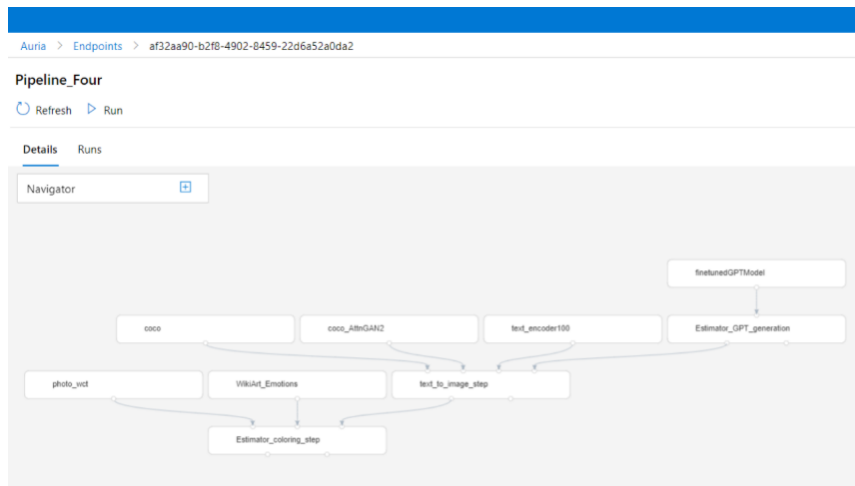 Auria > Endpoints > af32aa90-b2f8-4902-8459-22d6a52a0da2
Pipeline_Four
Refresh Run
Details Runs
Navigator
finetunedGPTModel
coco coco_AttnGAN2 text_encoder100 Estimator_GPT_generation
photo_wct WikiArt_Emotions text_to_image_step
Estimator_coloring_step